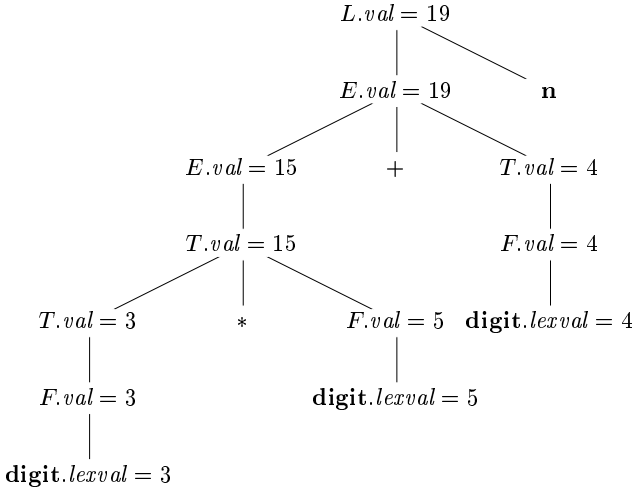 L.val = 19
E.val = 19 n
E.val = 15 + T.val = 4
T.val = 15 F.val = 4
T.val = 3 * F.val = 5 digit.lexval = 4
F.val = 3 digit.lexval = 5
digit.lexval = 3